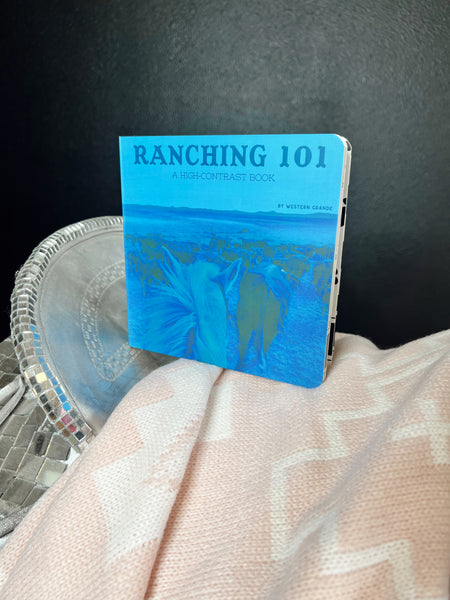 RANCHING 101
A HIGH-CONTRAST BOOK
BY WESTERN GRANDE